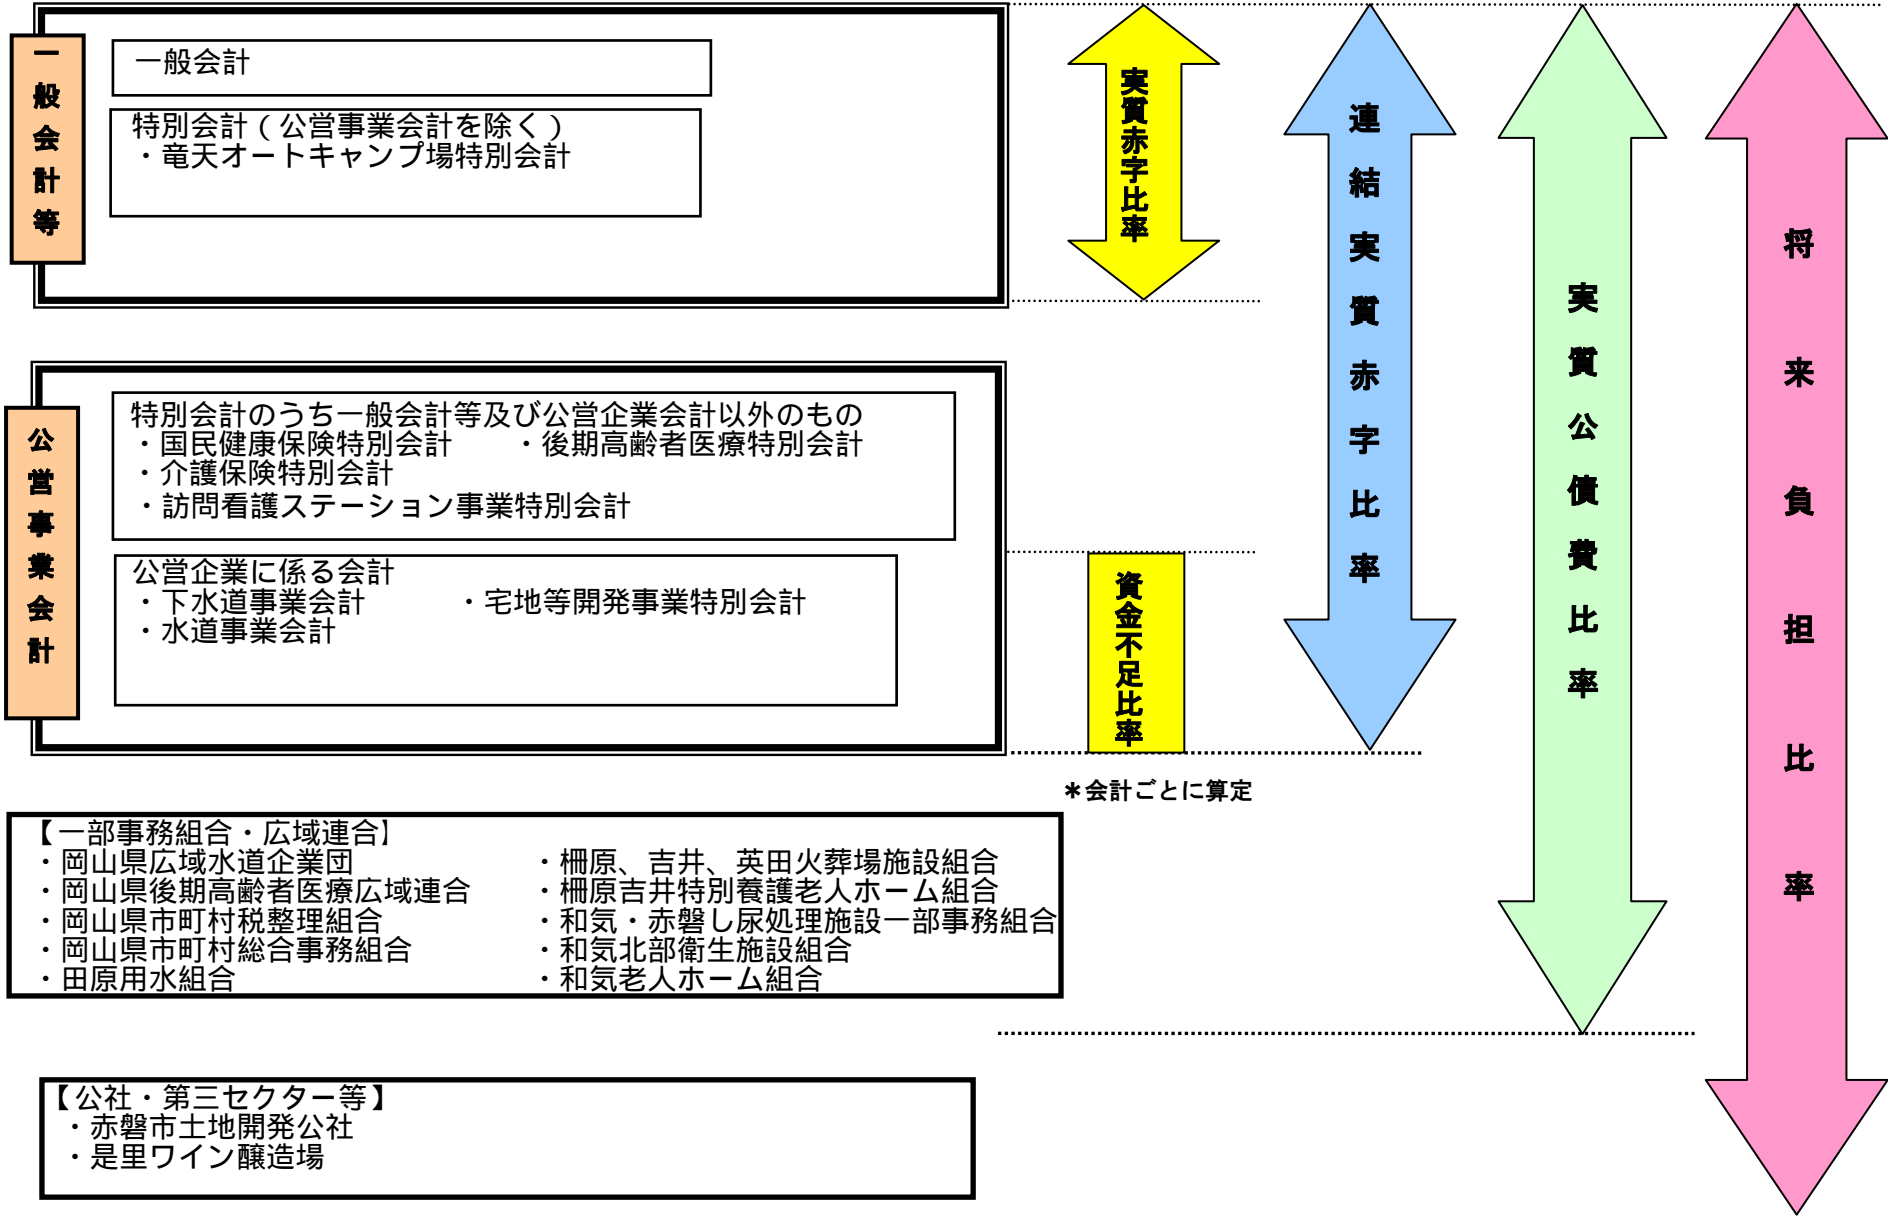 一般会計等
一般会計
特別会計(公営事業会計を除く)
・竜天オートキャンプ場特別会計
公営事業会計
特別会計のうち一般会計等及び公営企業会計以外のもの
・国民健康保険特別会計 ・後期高齢者医療特別会計
・介護保険特別会計
・訪問看護ステーション事業特別会計
公営企業に係る会計
・下水道事業会計 ・宅地等開発事業特別会計
・水道事業会計
実質赤字比率
資金不足比率
*会計ごとに算定
連結実質赤字比率
実質公債費比率
将来負担比率
【一部事務組合・広域連合】
・岡山県広域水道企業団 ・柵原、吉井、英田火葬場施設組合
・岡山県後期高齢者医療広域連合 ・柵原吉井特別養護老人ホーム組合
・岡山県市町村税整理組合 ・和気・赤磐し尿処理施設一部事務組合
・岡山県市町村総合事務組合 ・和気北部衛生施設組合
・田原用水組合 ・和気老人ホーム組合
【公社・第三セクター等】
・赤磐市土地開発公社
・是里ワイン醸造場